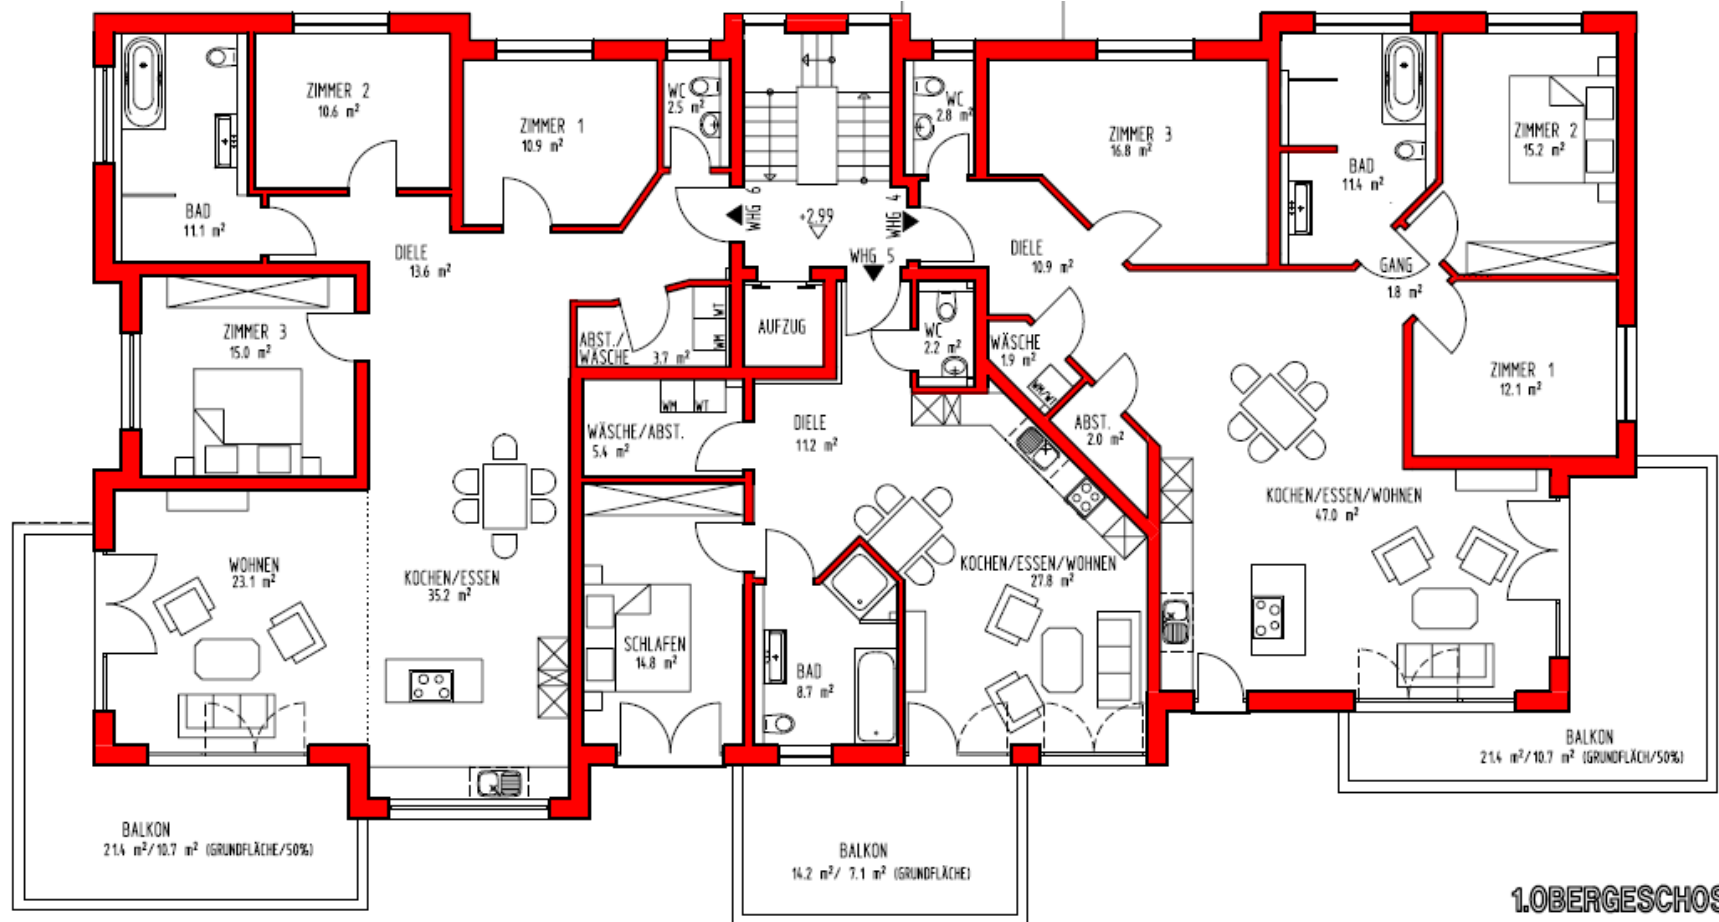 ZIMMER 2
10.6 m²
ZIMMER 1
10.9 m²
WC
2.5 m²
BAD
11.1 m²
DIELE
13.6 m²
ZIMMER 3
15.0 m²
ABST./
WÄSCHE 3.7 m²
WT
WM
WHG 6
+2.99
WHG 4
WHG 5
AUFZUG
WC
2.8 m²
ZIMMER 3
16.8 m²
BAD
11.4 m²
ZIMMER 2
15.2 m²
DIELE
10.9 m²
GANG
1.8 m²
ZIMMER 1
12.1 m²
WC
2.2 m²
WÄSCHE
1.9 m²
WM/WT
ABST.
2.0 m²
WM WT
WÄSCHE/ABST.
5.4 m²
DIELE
11.2 m²
KOCHEN/ESSEN/WOHNEN
47.0 m²
WOHNEN
23.1 m²
KOCHEN/ESSEN
35.2 m²
SCHLAFEN
14.8 m²
BAD
8.7 m²
KOCHEN/ESSEN/WOHNEN
27.8 m²
BALKON
21.4 m²/10.7 m² (GRUNDFLÄCHE/50%)
BALKON
14.2 m²/ 7.1 m² (GRUNDFLÄCHE)
BALKON
21.4 m²/10.7 m² (GRUNDFLÄCH/50%)
1.OBERGESCHOS